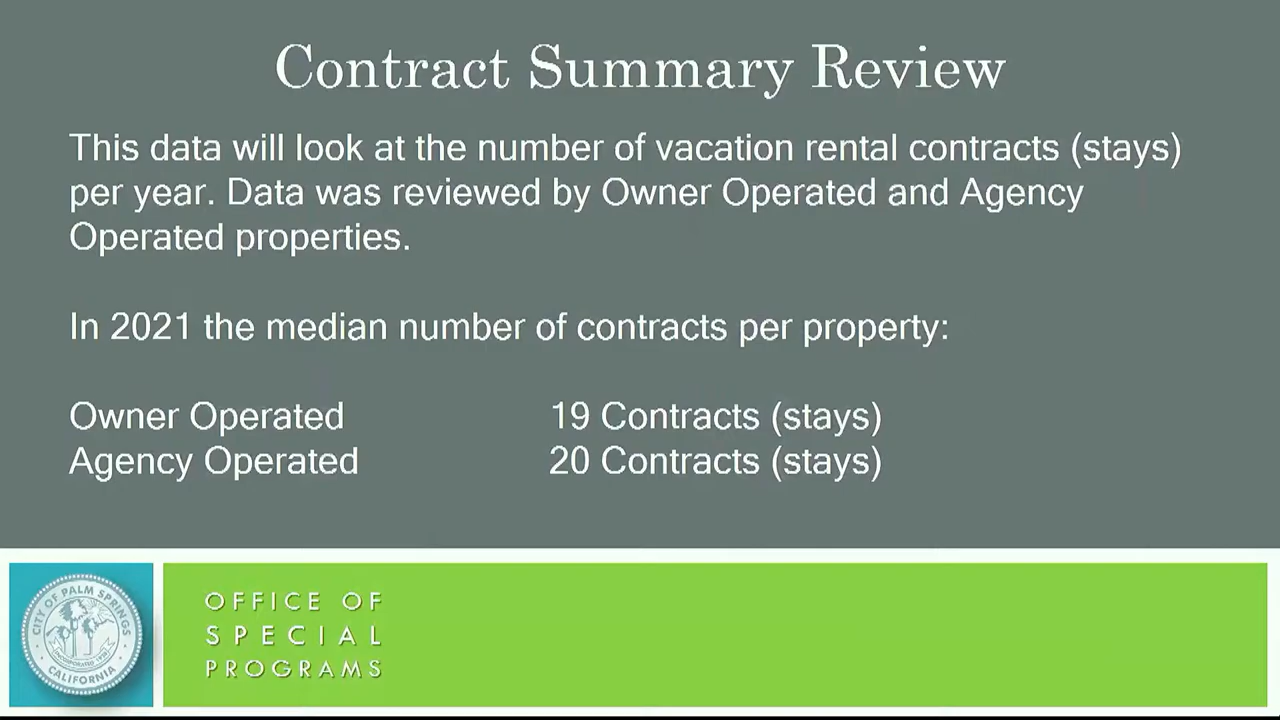 Contract Summary Review
This data will look at the number of vacation rental contracts (stays)
per year. Data was reviewed by Owner Operated and Agency
Operated properties.
In 2021 the median number of contracts per property:
Owner Operated 19 Contracts (stays)
Agency Operated 20 Contracts (stays)
CITY OF PALM SPRINGS
CALIFORNIA
OFFICE OF
SPECIAL
PROGRAMS